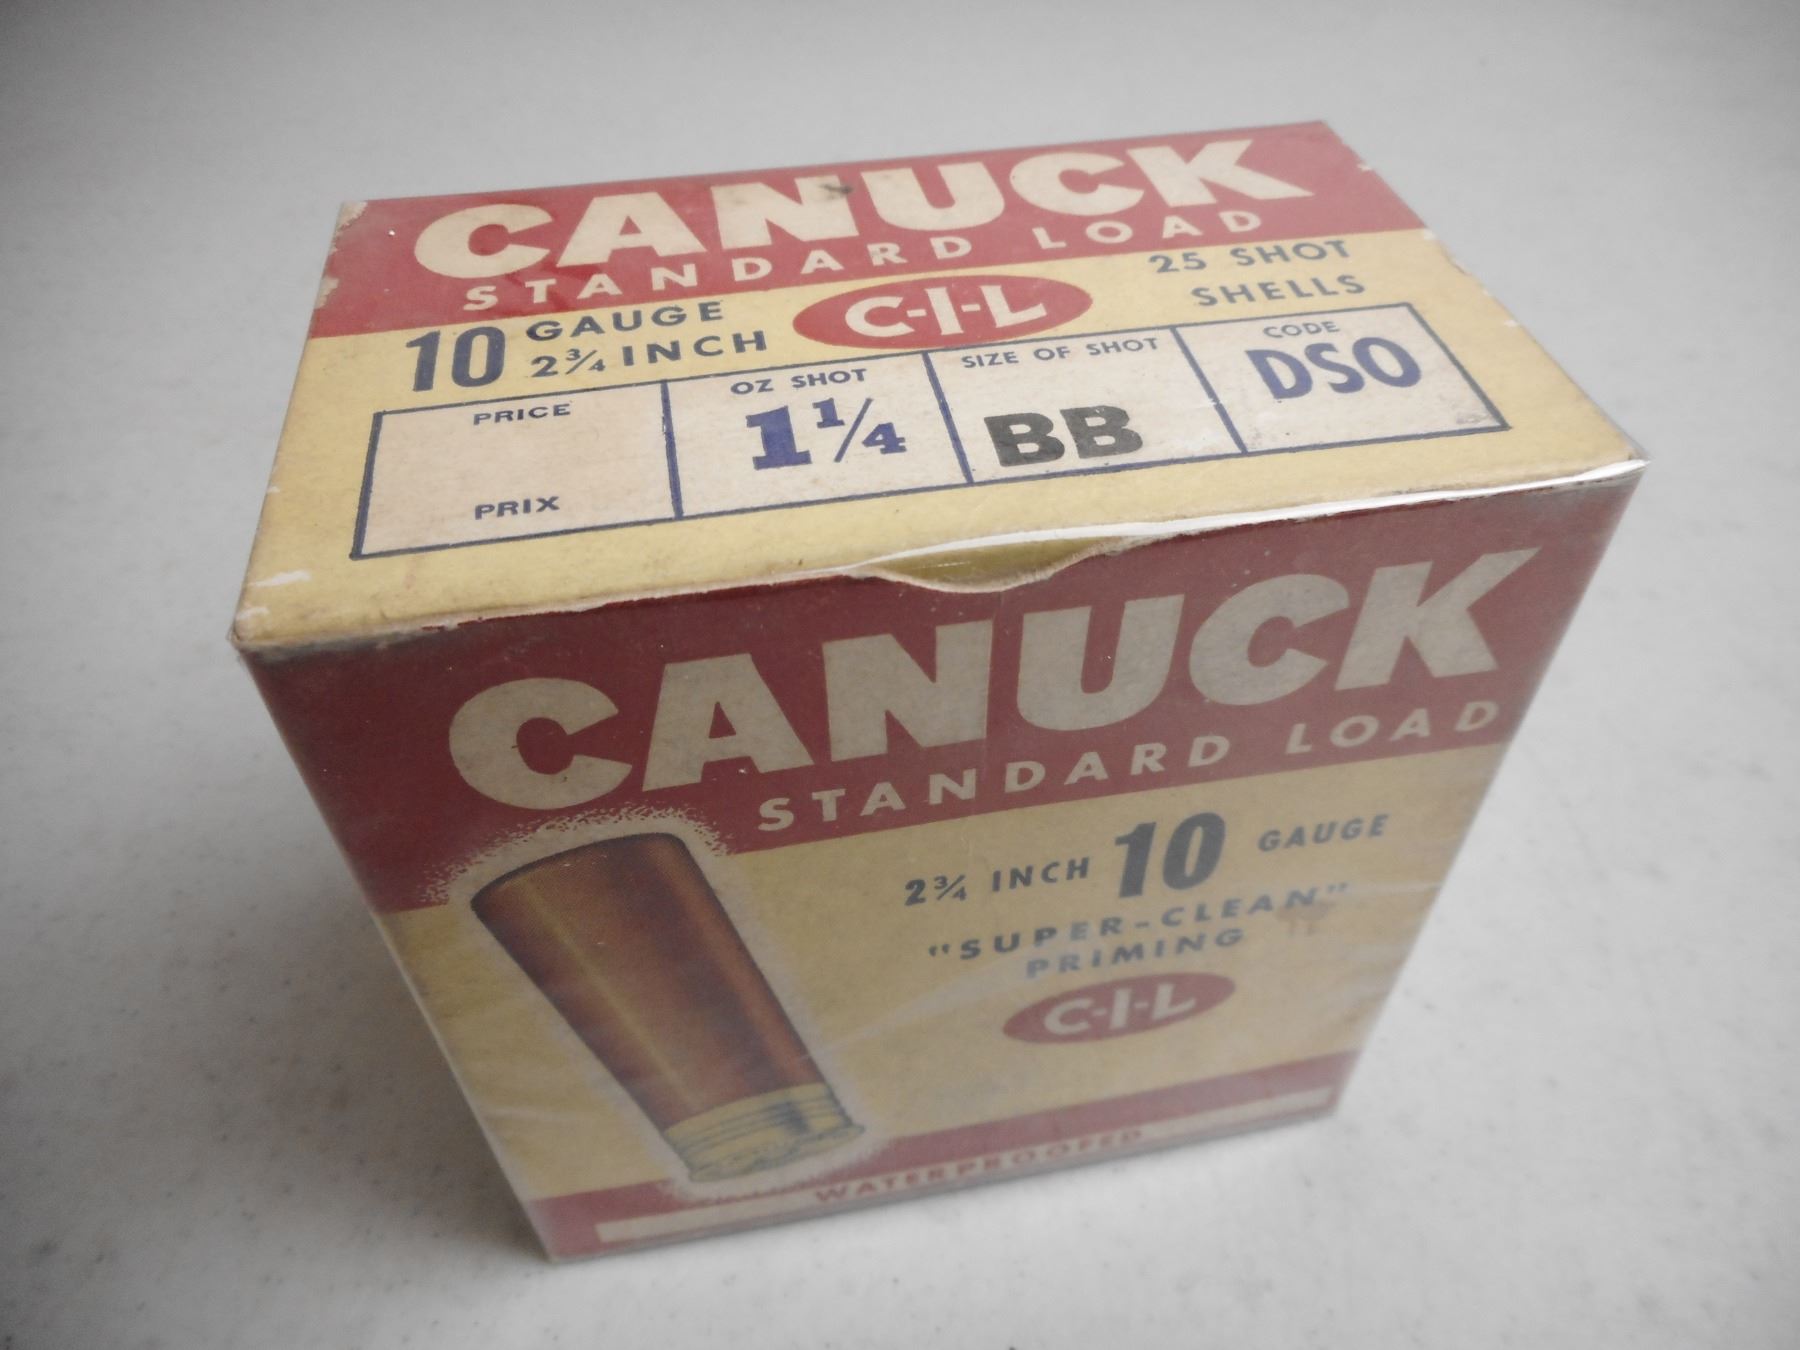 CANUCK
STANDARD LOAD
10 GAUGE
2¾ INCH
C-I-L
25 SHOT
SHELLS
PRICE
PRIX
OZ SHOT
1¼
SIZE OF SHOT
BB
CODE
DSO
CANUCK
STANDARD LOAD
2¾ INCH 10 GAUGE
"SUPER-CLEAN"
PRIMING
C-I-L
WATERPROOFED